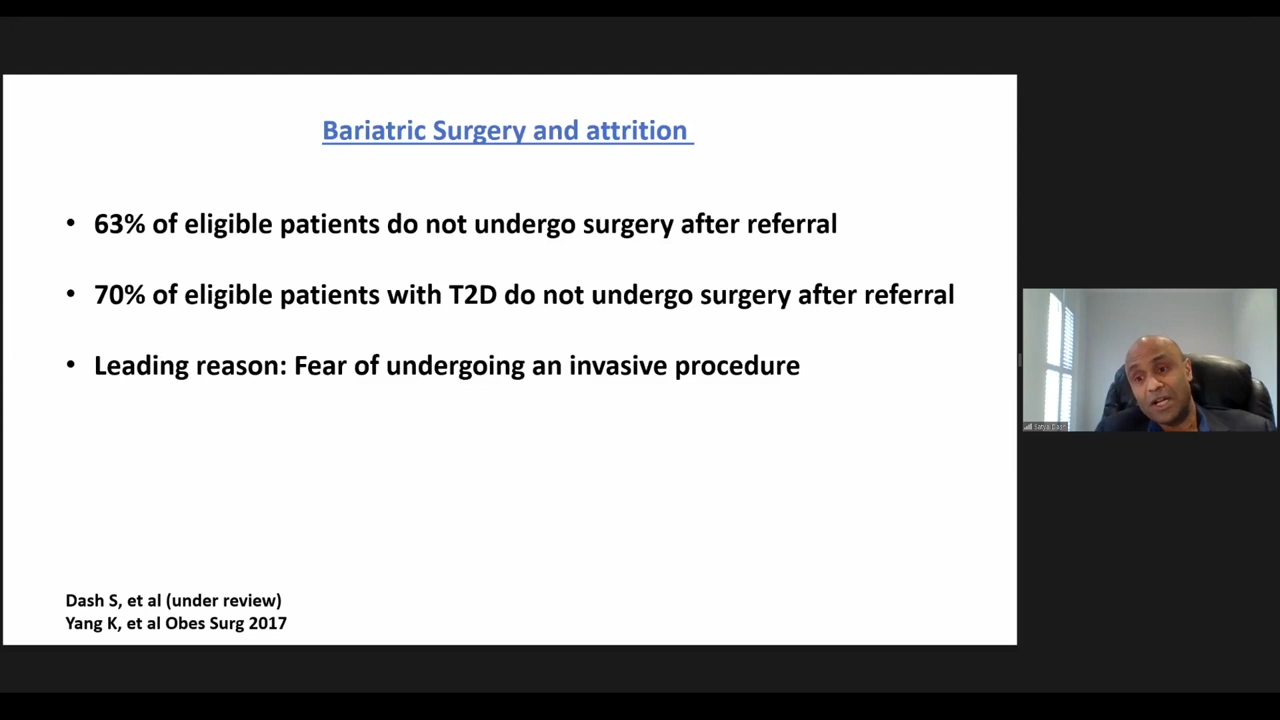 Bariatric Surgery and attrition
• 63% of eligible patients do not undergo surgery after referral
• 70% of eligible patients with T2D do not undergo surgery after referral
• Leading reason: Fear of undergoing an invasive procedure
Dash S, et al (under review)
Yang K, et al Obes Surg 2017
Satya Dash